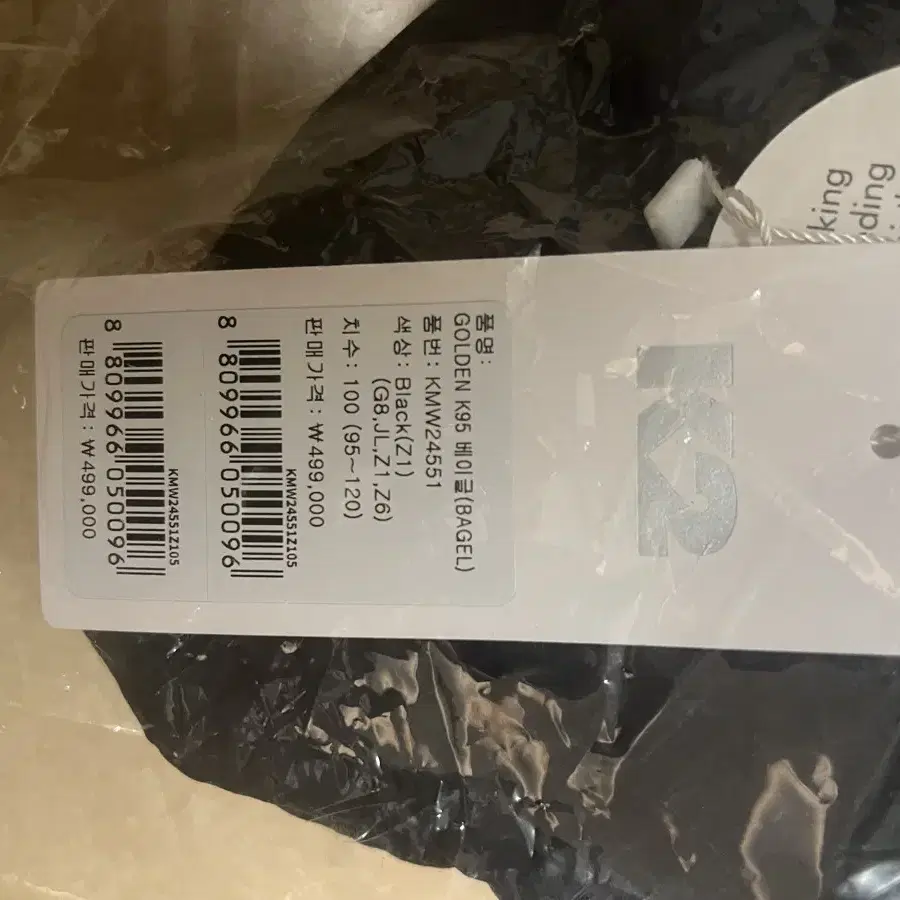 K2
품명:
GOLDEN K95 베이글(BAGEL)
품번: KMW24551
색상: Black(Z1)
(G8,JL,Z1,Z6)
치수: 100 (95~120)
판매가격: ₩499,000
KMW24551Z105
8 809966 050096
KMW24551Z105
8 809966 050096
판매가격: ₩499,000
king
ding